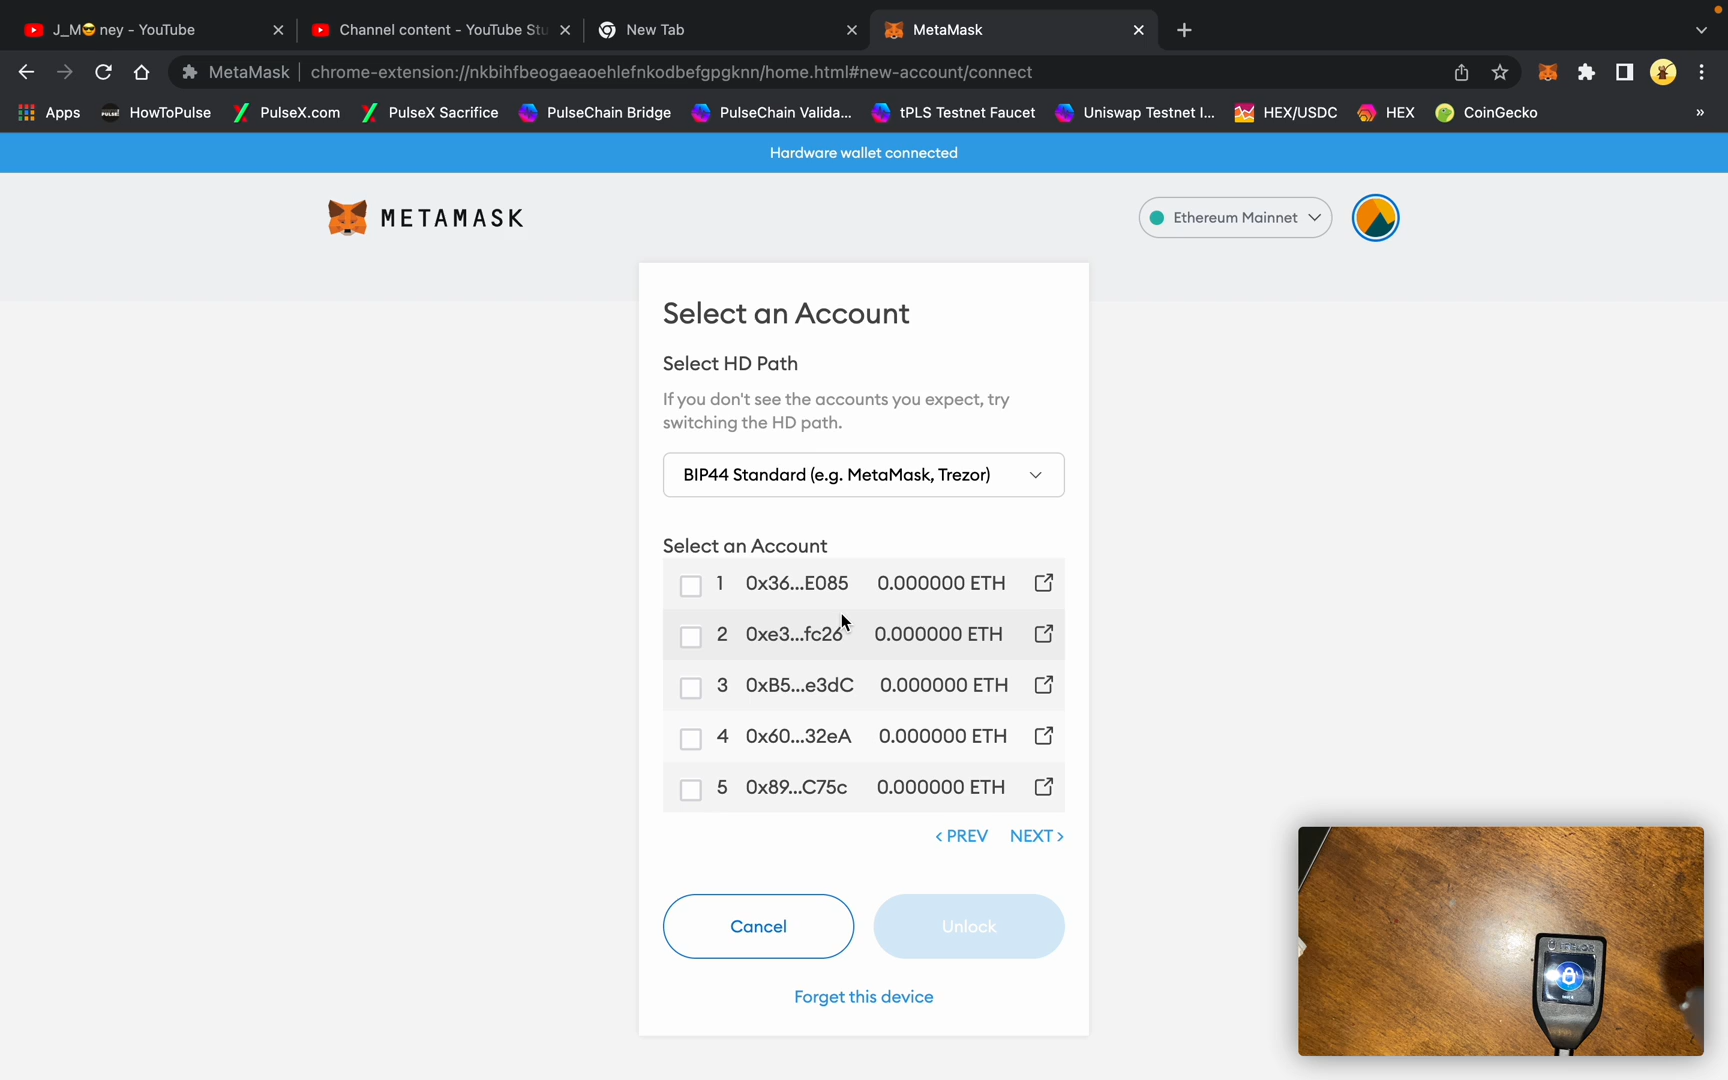 J_M😎ney - YouTube
Channel content - YouTube Stu
New Tab
MetaMask
MetaMask
chrome-extension://nkbihfbeogaeaoehlefnkodbefgpgknn/home.html#new-account/connect
Apps
HowToPulse
PulseX.com
PulseX Sacrifice
PulseChain Bridge
PulseChain Valida...
tPLS Testnet Faucet
Uniswap Testnet I...
HEX/USDC
HEX
CoinGecko
»
Hardware wallet connected
METAMASK
Ethereum Mainnet
Select an Account
Select HD Path
If you don't see the accounts you expect, try
switching the HD path.
BIP44 Standard (e.g. MetaMask, Trezor)
Select an Account
1 0x36...E085 0.000000 ETH
2 0xe3...fc26 0.000000 ETH
3 0xB5...e3dC 0.000000 ETH
4 0x60...32eA 0.000000 ETH
5 0x89...C75c 0.000000 ETH
< PREV NEXT >
Cancel
Unlock
Forget this device